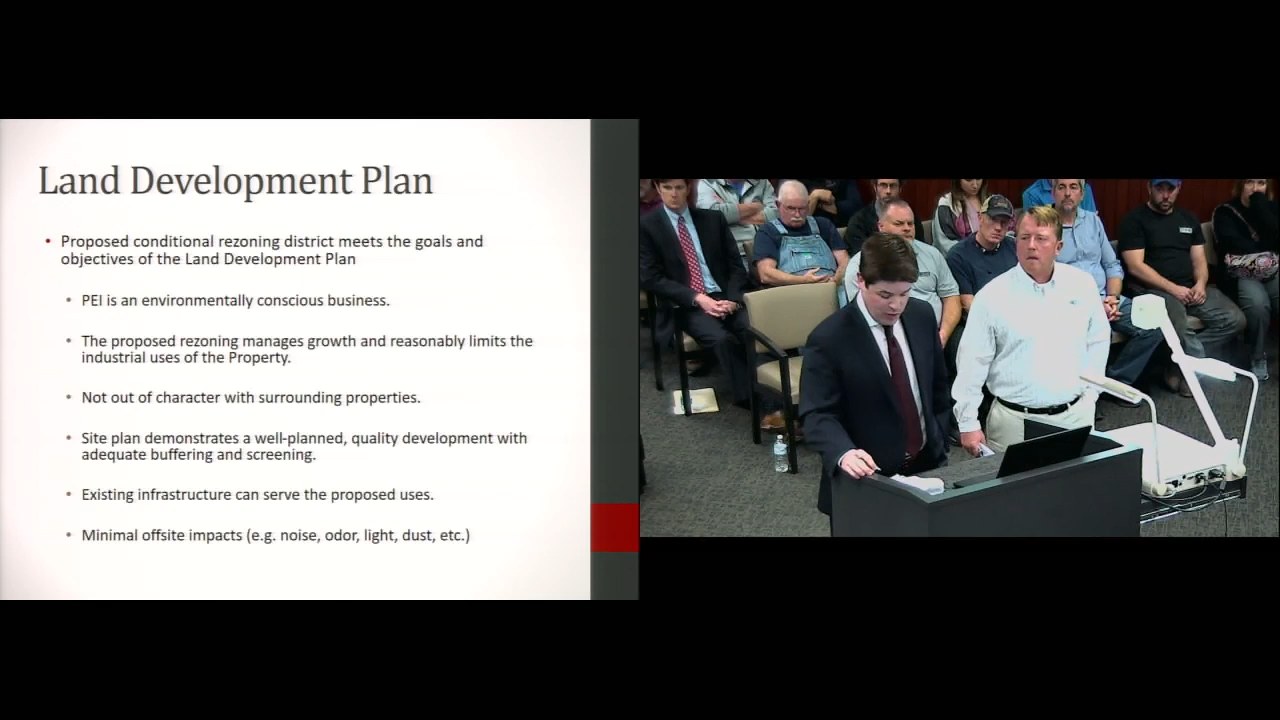 Land Development Plan
Proposed conditional rezoning district meets the goals and
objectives of the Land Development Plan
PEI is an environmentally conscious business.
The proposed rezoning manages growth and reasonably limits the
industrial uses of the Property.
Not out of character with surrounding properties.
Site plan demonstrates a well-planned, quality development with
adequate buffering and screening.
Existing infrastructure can serve the proposed uses.
Minimal offsite impacts (e.g. noise, odor, light, dust, etc.)